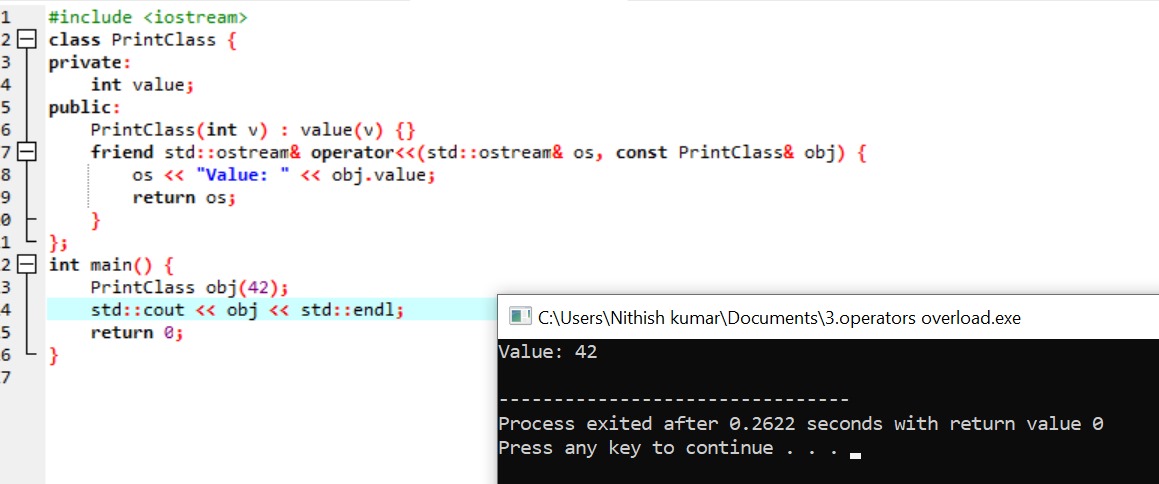 1 #include <iostream>
2 class PrintClass {
3 private:
4     int value;
5 public:
6     PrintClass(int v) : value(v) {}
7     friend std::ostream& operator<<(std::ostream& os, const PrintClass& obj) {
8         os << "Value: " << obj.value;
9         return os;
0     }
1 };
2 int main() {
3     PrintClass obj(42);
4     std::cout << obj << std::endl;
5     return 0;
6 }
7
C:\Users\Nithish kumar\Documents\3.operators overload.exe
Value: 42
--------------------------------
Process exited after 0.2622 seconds with return value 0
Press any key to continue . . .